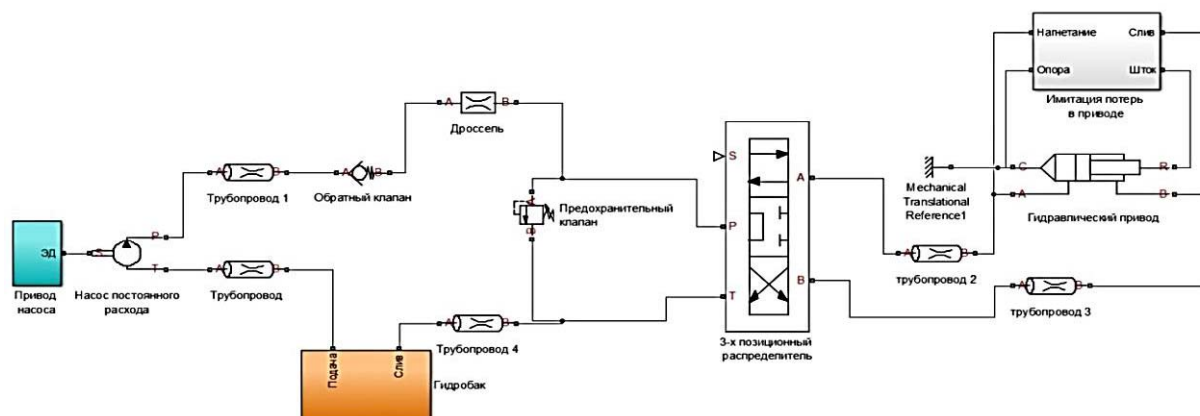 Нагнетание
Слив
Опора
Шток
Имитация потерь
в приводе
A
B
Дроссель
S
A
P
B
T
3-х позиционный
распределитель
A
B
Трубопровод 1
A
B
Обратный клапан
A
B
Предохранительный
клапан
C
R
A
B
Mechanical
Translational
Reference1
Гидравлический привод
ЭД
Привод
насоса
S
P
T
Насос постоянного
расхода
A
B
Трубопровод
A
B
трубопровод 2
A
B
трубопровод 3
A
B
Трубопровод 4
Подача
Слив
Гидробак